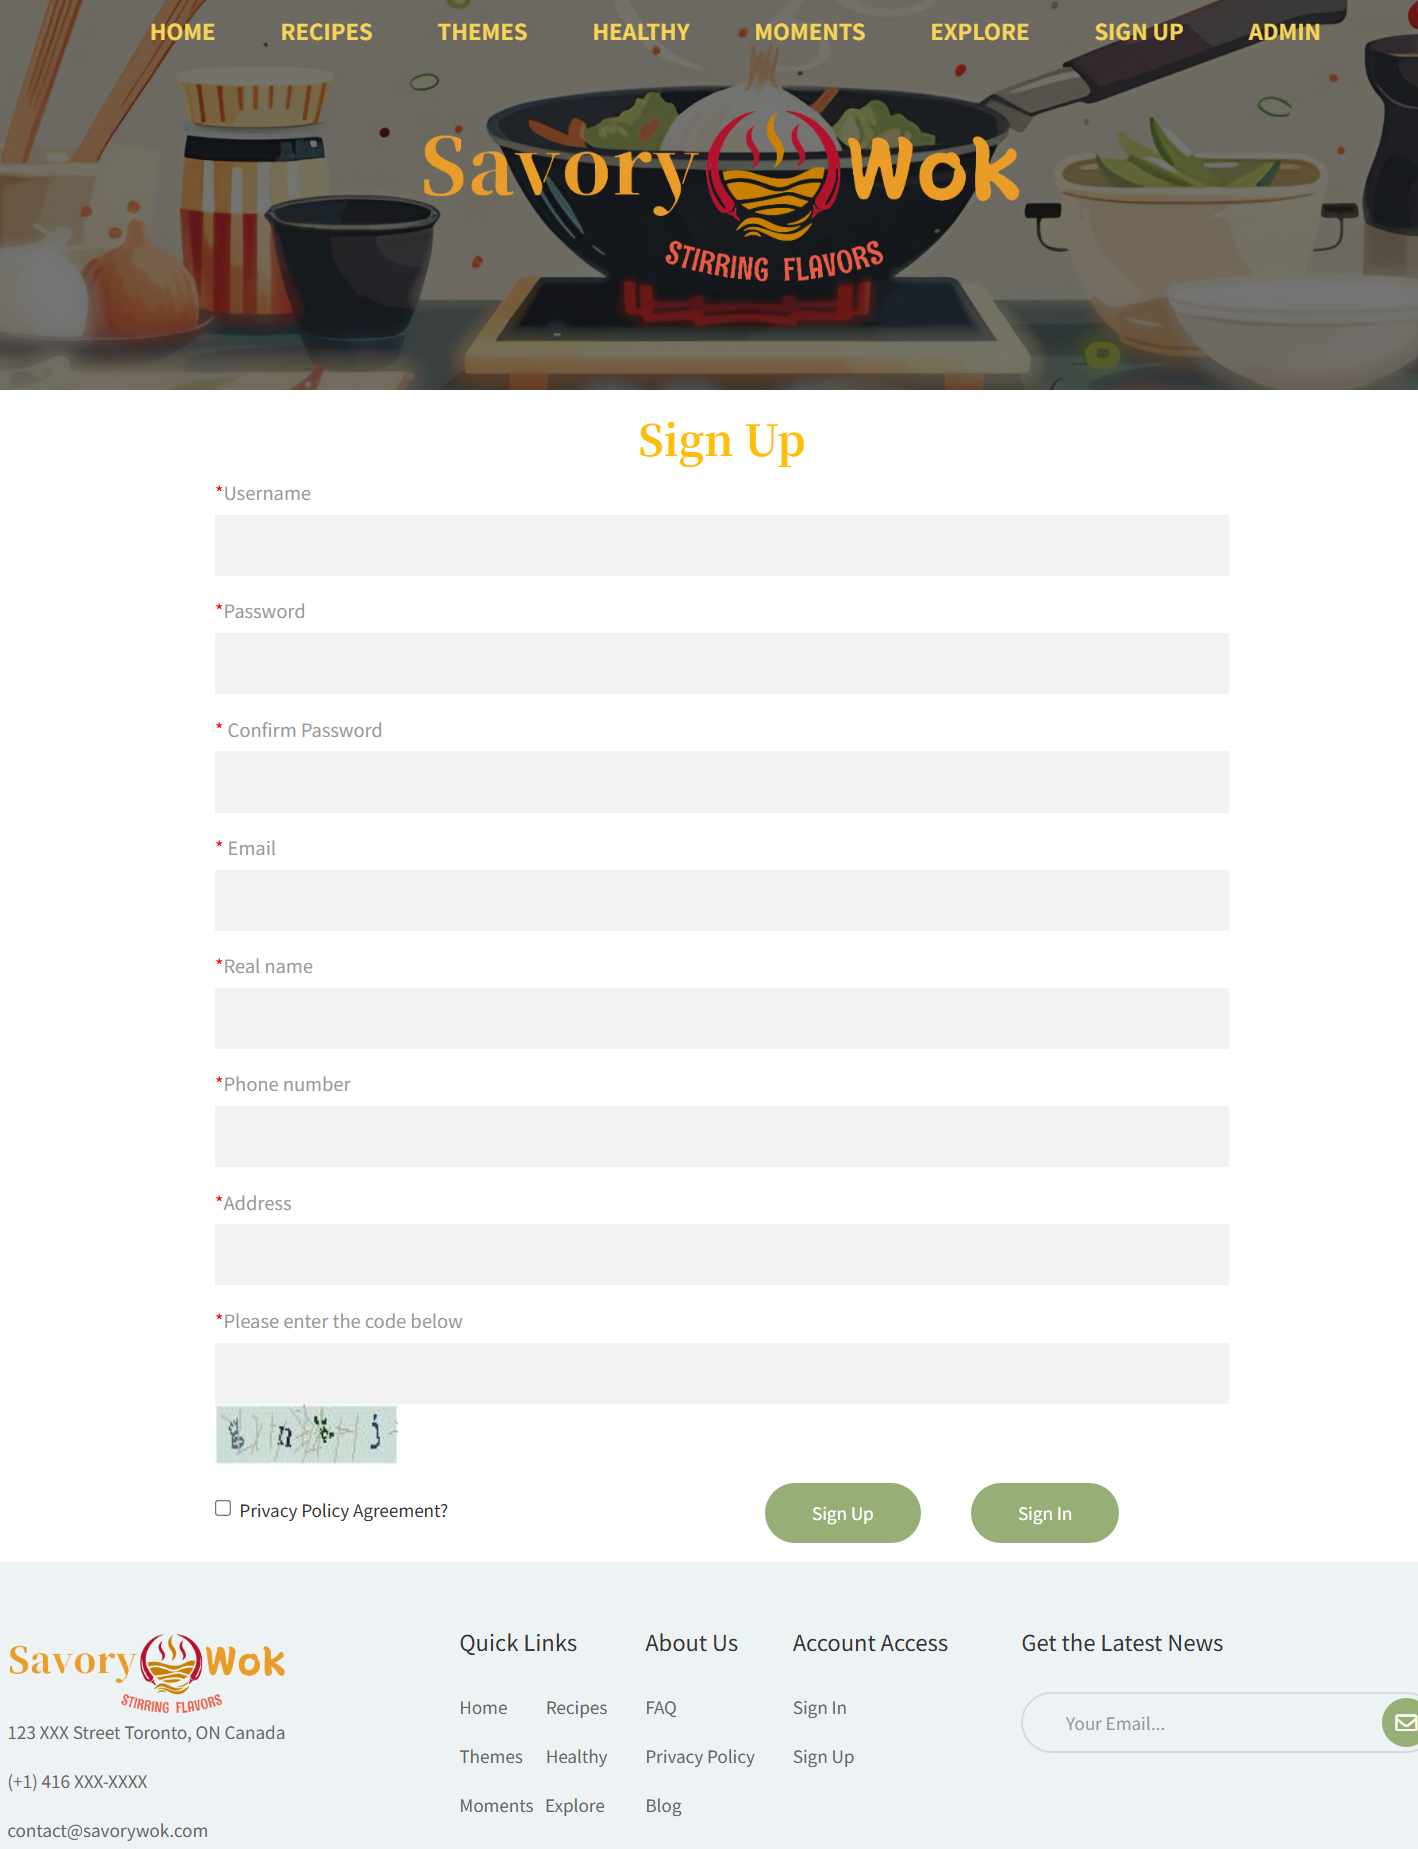 HOME RECIPES THEMES HEALTHY MOMENTS EXPLORE SIGN UP ADMIN
Savory Wok
STIRRING FLAVORS
Sign Up
*Username
*Password
* Confirm Password
* Email
*Real name
*Phone number
*Address
*Please enter the code below
Privacy Policy Agreement?
Sign Up
Sign In
Savory Wok
STIRRING FLAVORS
123 XXX Street Toronto, ON Canada
(+1) 416 XXX-XXXX
contact@savorywok.com
Quick Links
Home Recipes
Themes Healthy
Moments Explore
About Us
FAQ
Privacy Policy
Blog
Account Access
Sign In
Sign Up
Get the Latest News
Your Email...